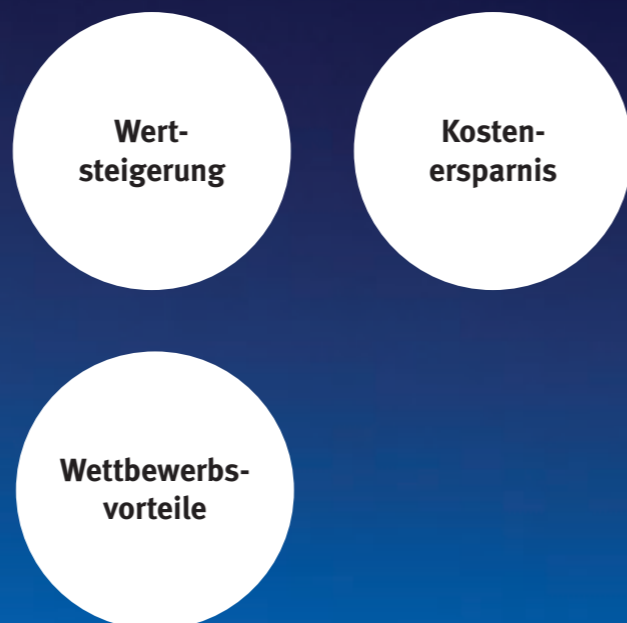 Wert-
steigerung
Kosten-
ersparnis
Wettbewerbs-
vorteile